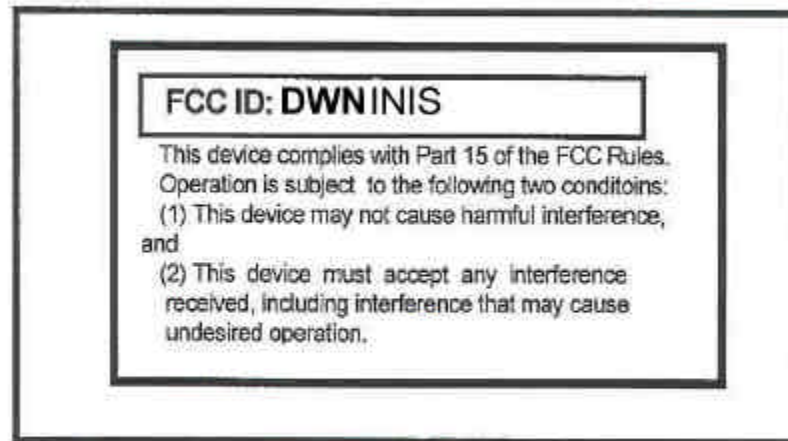 FCC ID: DWNINIS
This device complies with Part 15 of the FCC Rules.
Operation is subject to the following two conditoins:
(1) This device may not cause harmful interference,
and
(2) This device must accept any interference
received, including interference that may cause
undesired operation.